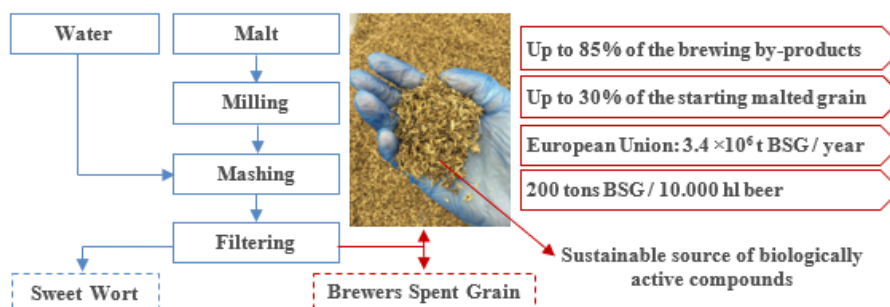 Water
Malt
Milling
Mashing
Filtering
Sweet Wort
Brewers Spent Grain
Up to 85% of the brewing by-products
Up to 30% of the starting malted grain
European Union: 3.4 ×10⁶ t BSG / year
200 tons BSG / 10.000 hl beer
Sustainable source of biologically
active compounds